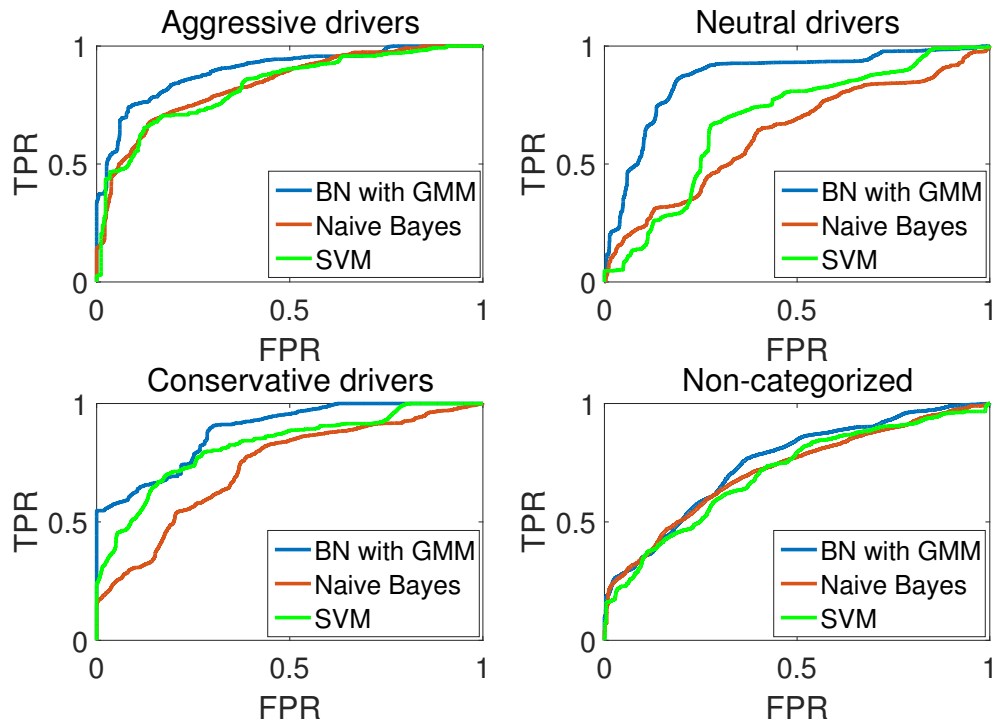 Aggressive drivers
1
0.5
0
TPR
BN with GMM
Naive Bayes
SVM
0 0.5 1
FPR
Neutral drivers
1
0.5
0
TPR
BN with GMM
Naive Bayes
SVM
0 0.5 1
FPR
Conservative drivers
1
0.5
0
TPR
BN with GMM
Naive Bayes
SVM
0 0.5 1
FPR
Non-categorized
1
0.5
0
TPR
BN with GMM
Naive Bayes
SVM
0 0.5 1
FPR